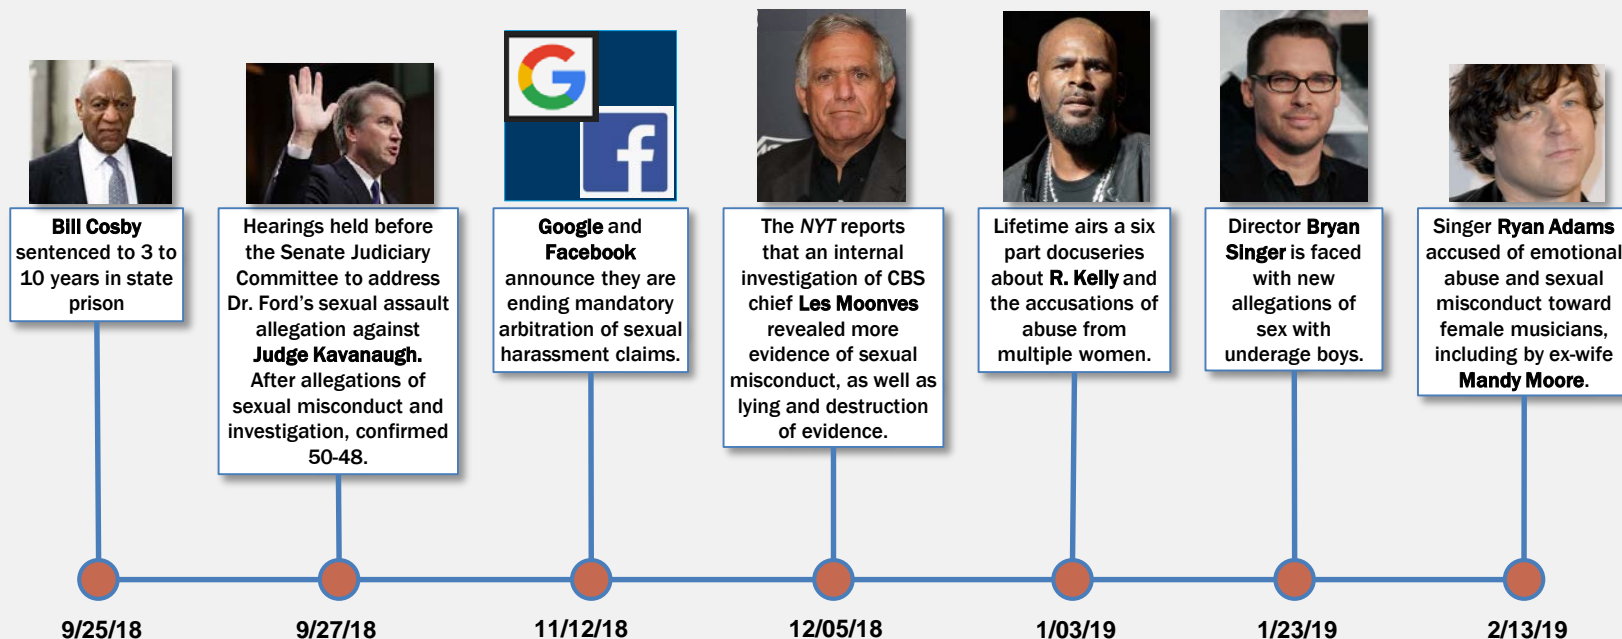 Bill Cosby
sentenced to 3 to
10 years in state
prison
Hearings held before
the Senate Judiciary
Committee to address
Dr. Ford's sexual assault
allegation against
Judge Kavanaugh.
After allegations of
sexual misconduct and
investigation, confirmed
50-48.
Google and
Facebook
announce they are
ending mandatory
arbitration of sexual
harassment claims.
The NYT reports
that an internal
investigation of CBS
chief Les Moonves
revealed more
evidence of sexual
misconduct, as well as
lying and destruction
of evidence.
Lifetime airs a six
part docuseries
about R. Kelly and
the accusations of
abuse from
multiple women.
Director Bryan
Singer is faced
with new
allegations of
sex with
underage boys.
Singer Ryan Adams
accused of emotional
abuse and sexual
misconduct toward
female musicians,
including by ex-wife
Mandy Moore.
9/25/18
9/27/18
11/12/18
12/05/18
1/03/19
1/23/19
2/13/19